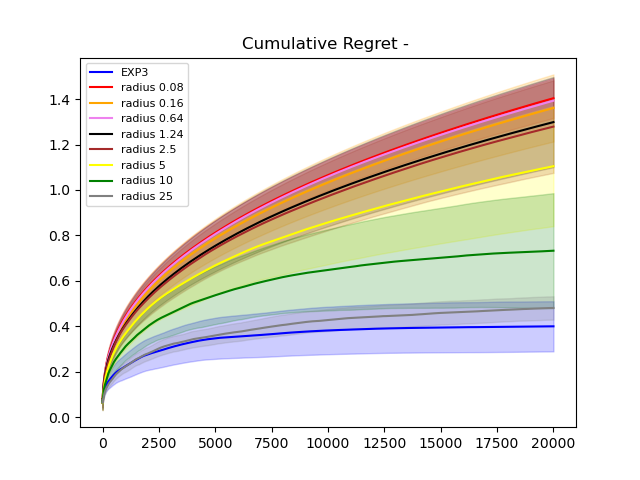 Cumulative Regret -
EXP3
radius 0.08
radius 0.16
radius 0.64
radius 1.24
radius 2.5
radius 5
radius 10
radius 25
1.4
1.2
1.0
0.8
0.6
0.4
0.2
0.0
0 2500 5000 7500 10000 12500 15000 17500 20000